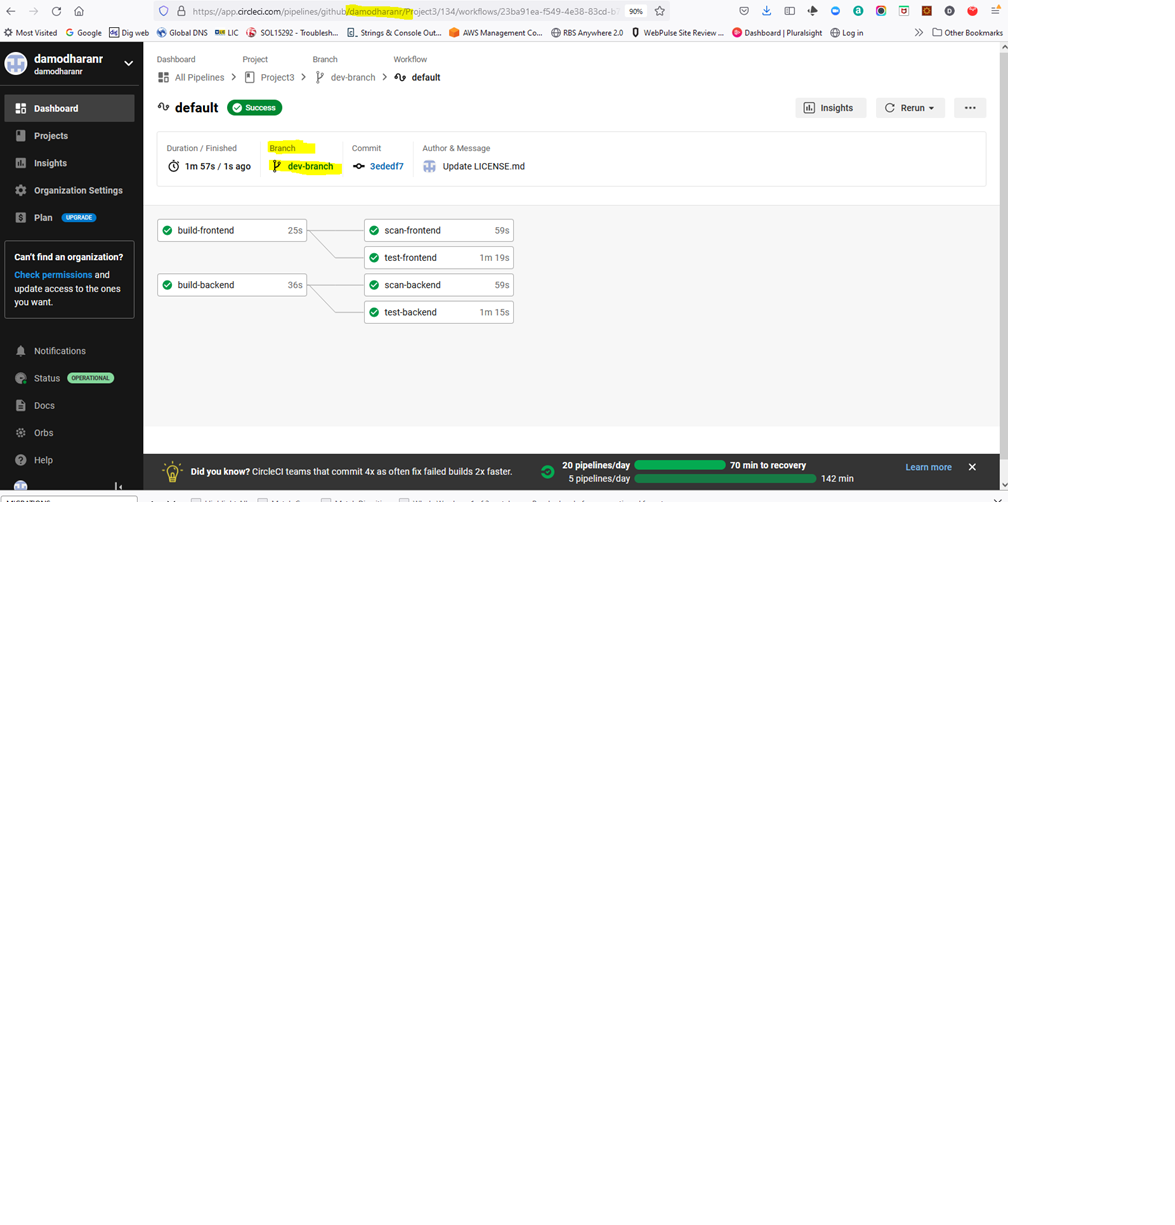 https://app.circleci.com/pipelines/github/damodharanr/Project3/134/workflows/23ba91ea-f549-4e38-83cd-b 90%
Most Visited Google Dig web Global DNS LIC SOL15292 - Troublesh... Strings & Console Out... AWS Management Co... RBS Anywhere 2.0 WebPulse Site Review ... Dashboard | Pluralsight Log in Other Bookmarks
damodharanr
damodharanr
Dashboard
Projects
Insights
Organization Settings
Plan UPGRADE
Can't find an organization?
Check permissions and
update access to the ones
you want.
Notifications
Status OPERATIONAL
Docs
Orbs
Help
Dashboard Project Branch Workflow
All Pipelines Project3 dev-branch default
default Success Insights Rerun
Duration / Finished Branch Commit Author & Message
1m 57s / 1s ago dev-branch 3ededf7 Update LICENSE.md
build-frontend 25s scan-frontend 59s
test-frontend 1m 19s
build-backend 36s scan-backend 59s
test-backend 1m 15s
Did you know? CircleCI teams that commit 4x as often fix failed builds 2x faster.
20 pipelines/day 70 min to recovery
5 pipelines/day 142 min
Learn more